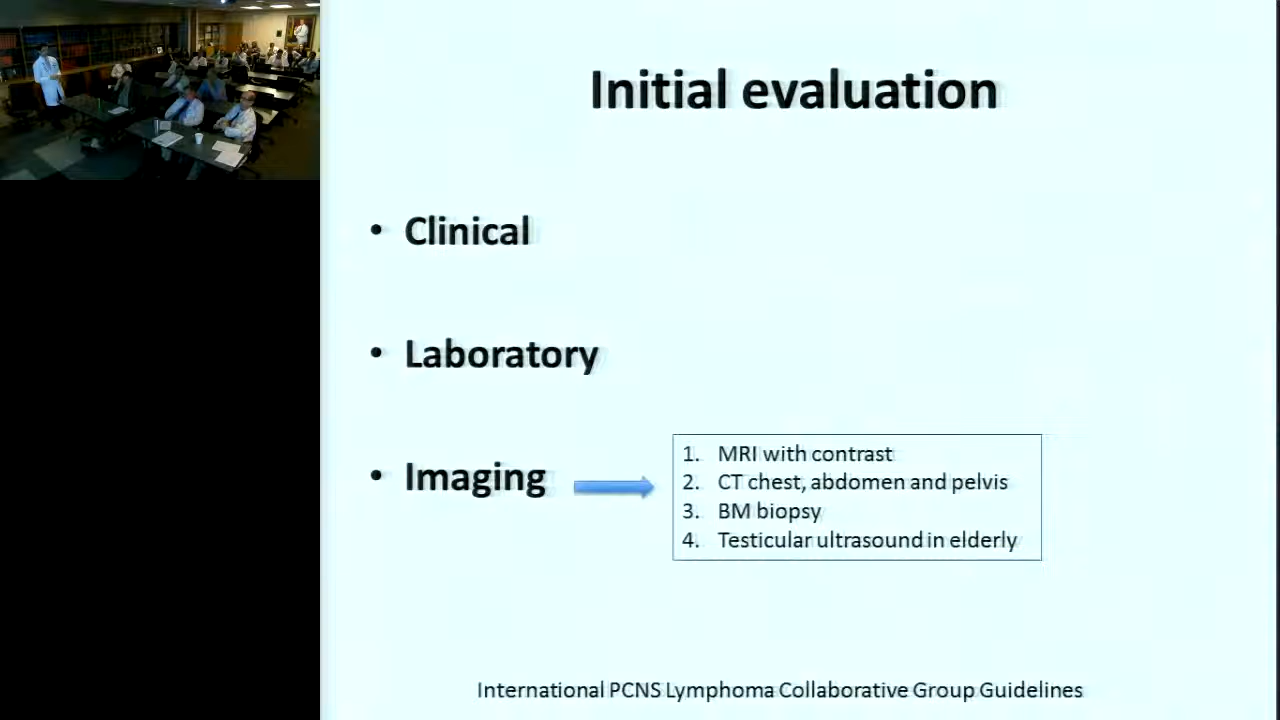 Initial evaluation
• Clinical
• Laboratory
• Imaging
1. MRI with contrast
2. CT chest, abdomen and pelvis
3. BM biopsy
4. Testicular ultrasound in elderly
International PCNS Lymphoma Collaborative Group Guidelines